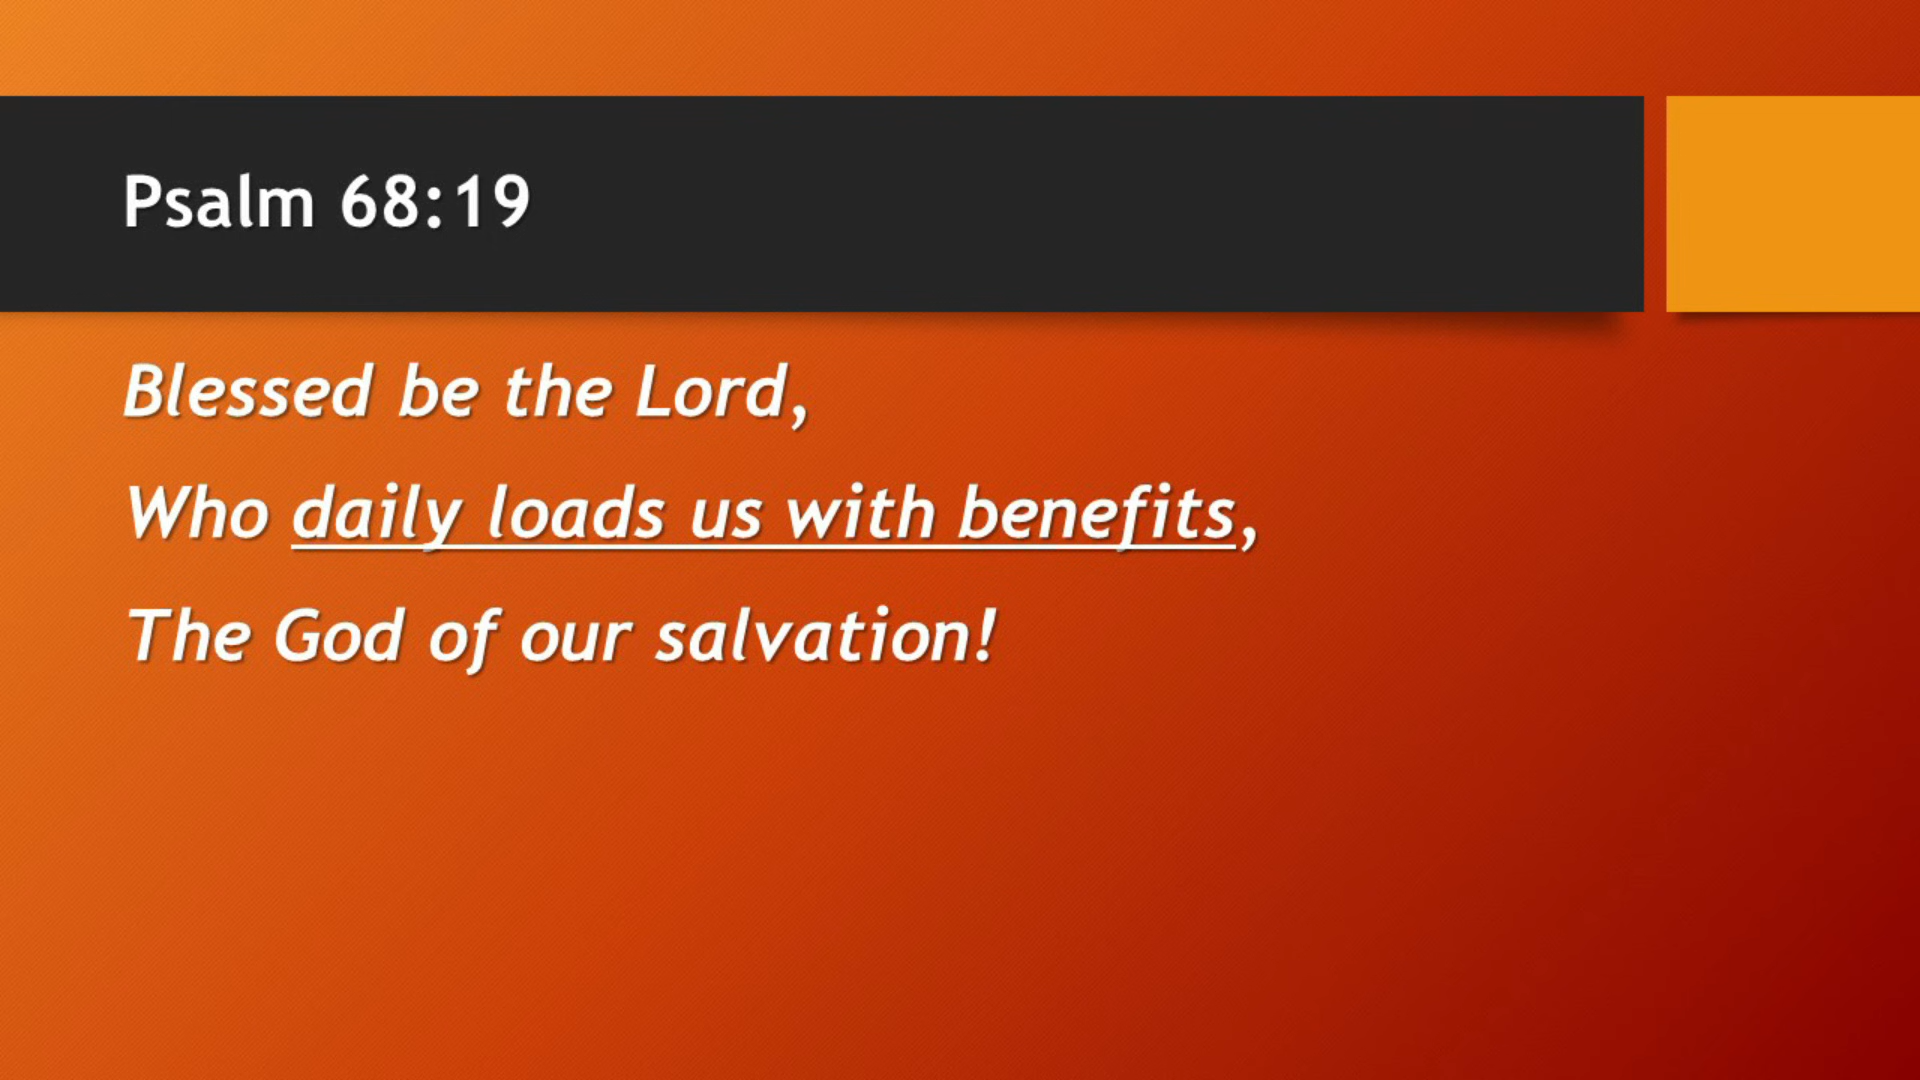 Psalm 68:19
Blessed be the Lord,
Who daily loads us with benefits,
The God of our salvation!